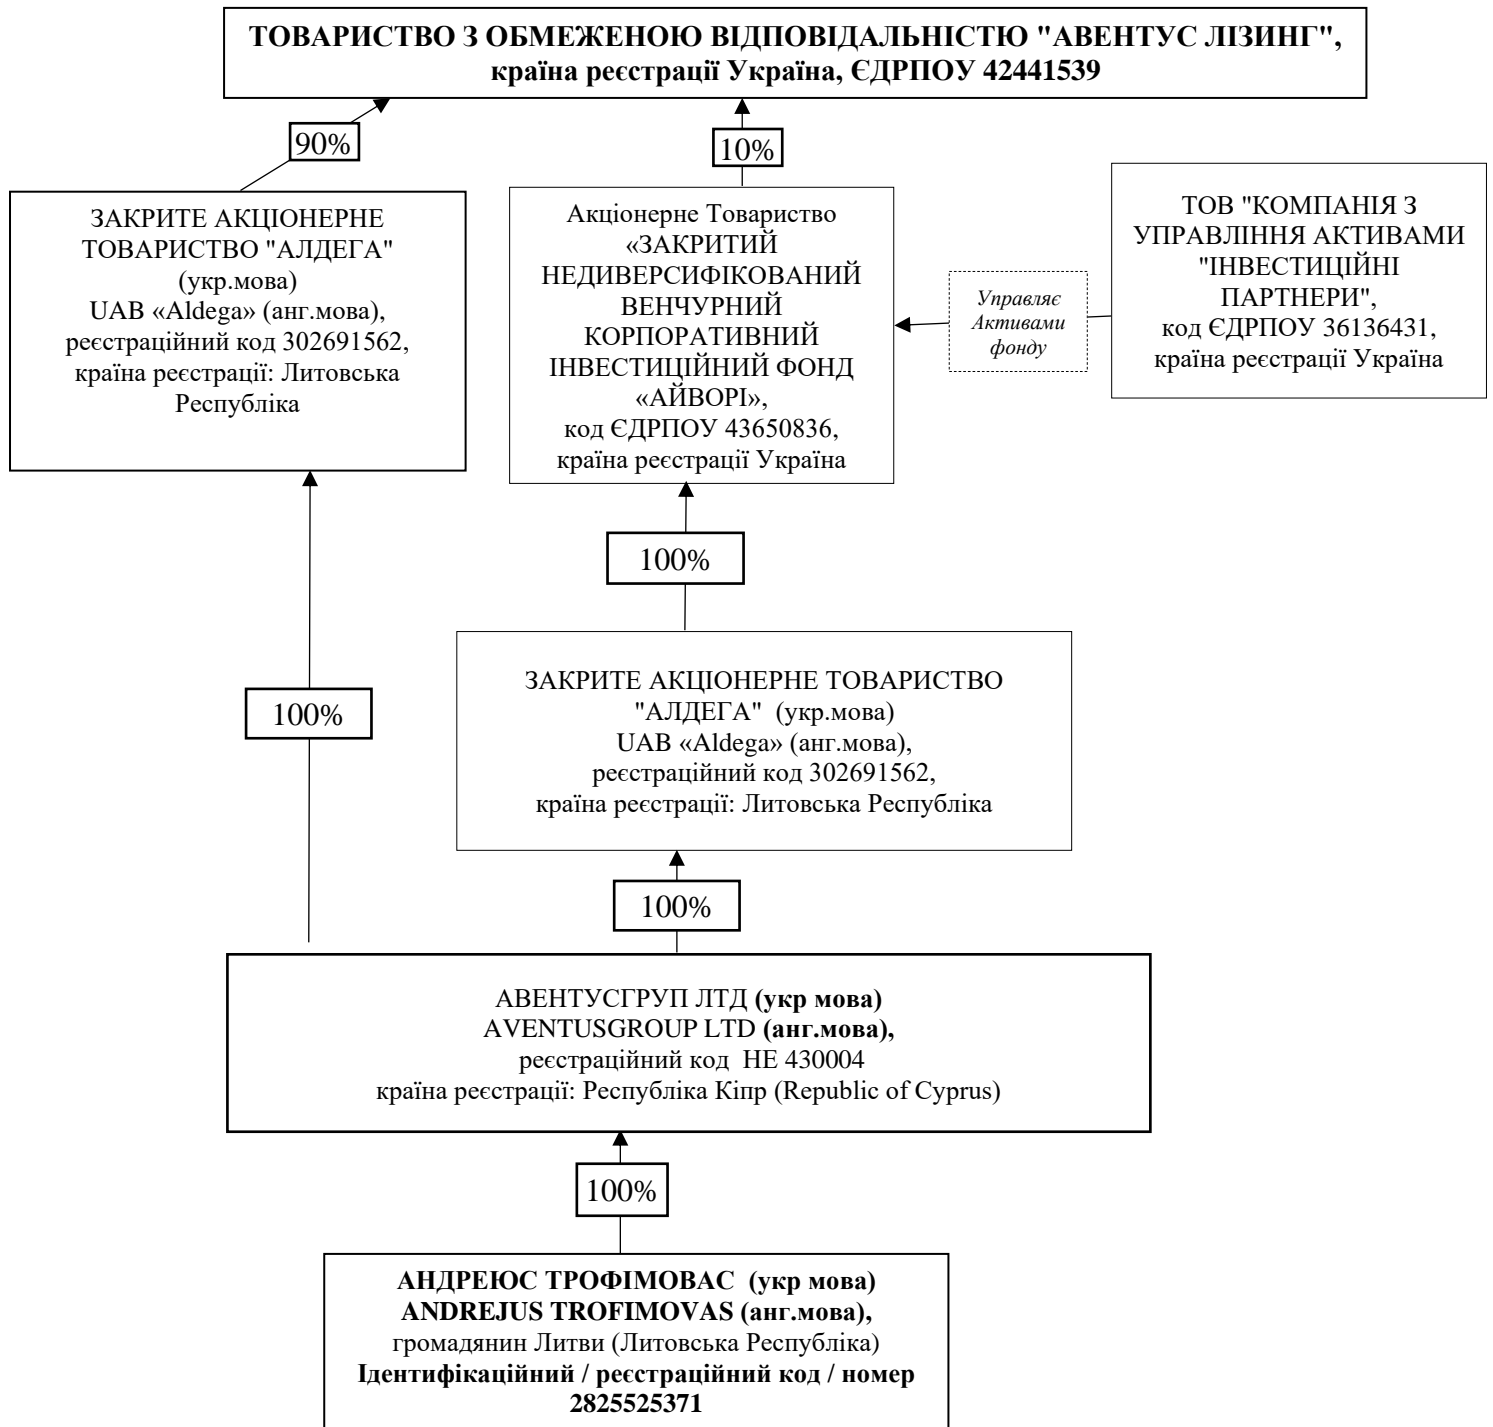 ТОВАРИСТВО З ОБМЕЖЕНОЮ ВІДПОВІДАЛЬНІСТЮ "АВЕНТУС ЛІЗИНГ",
країна реєстрації Україна, ЄДРПОУ 42441539
90%
10%
ЗАКРИТЕ АКЦІОНЕРНЕ
ТОВАРИСТВО "АЛДЕГА"
(укр.мова)
UAB «Aldega» (анг.мова),
реєстраційний код 302691562,
країна реєстрації: Литовська
Республіка
Акціонерне Товариство
«ЗАКРИТИЙ
НЕДИВЕРСИФІКОВАНИЙ
ВЕНЧУРНИЙ
КОРПОРАТИВНИЙ
ІНВЕСТИЦІЙНИЙ ФОНД
«АЙВОРІ»,
код ЄДРПОУ 43650836,
країна реєстрації Україна
Управляє
Активами
фонду
ТОВ "КОМПАНІЯ З
УПРАВЛІННЯ АКТИВАМИ
"ІНВЕСТИЦІЙНІ
ПАРТНЕРИ",
код ЄДРПОУ 36136431,
країна реєстрації Україна
100%
ЗАКРИТЕ АКЦІОНЕРНЕ ТОВАРИСТВО
"АЛДЕГА" (укр.мова)
UAB «Aldega» (анг.мова),
реєстраційний код 302691562,
країна реєстрації: Литовська Республіка
100%
100%
АВЕНТУСГРУП ЛТД (укр мова)
AVENTUSGROUP LTD (анг.мова),
реєстраційний код HE 430004
країна реєстрації: Республіка Кіпр (Republic of Cyprus)
100%
АНДРЕЮС ТРОФІМОВАС (укр мова)
ANDREJUS TROFIMOVAS (анг.мова),
громадянин Литви (Литовська Республіка)
Ідентифікаційний / реєстраційний код / номер
2825525371